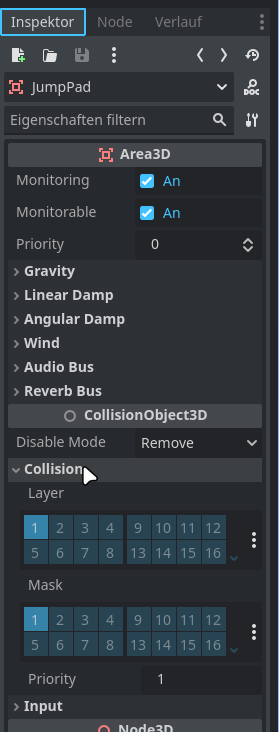 Inspektor Node Verlauf
JumpPad
DOC
Eigenschaften filtern
Area3D
Monitoring An
Monitorable An
Priority 0
Gravity
Linear Damp
Angular Damp
Wind
Audio Bus
Reverb Bus
CollisionObject3D
Disable Mode Remove
Collision
Layer
1 2 3 4 9 10 11 12
5 6 7 8 13 14 15 16
Mask
1 2 3 4 9 10 11 12
5 6 7 8 13 14 15 16
Priority 1
Input
Node3D